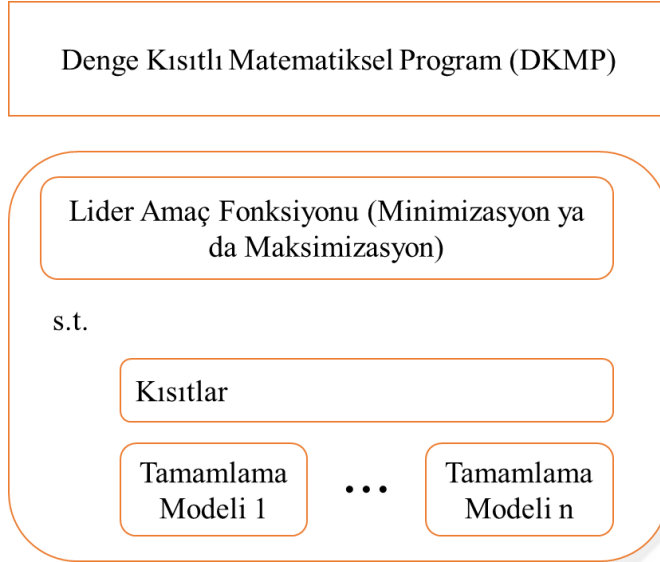 Denge Kısıtlı Matematiksel Program (DKMP)
Lider Amaç Fonksiyonu (Minimizasyon ya
da Maksimizasyon)
s.t.
Kısıtlar
Tamamlama
Modeli 1
...
Tamamlama
Modeli n